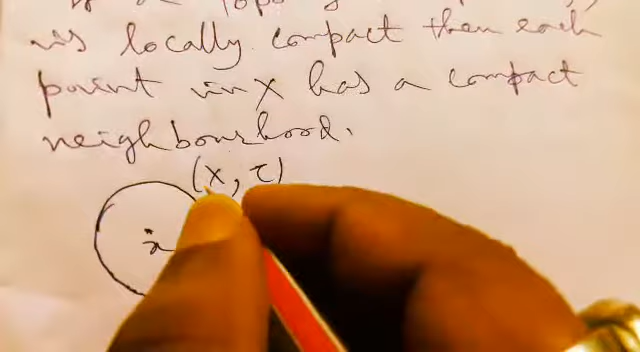 is locally compact then each
point in X has a compact
neighbourhood.
(X, τ)
x